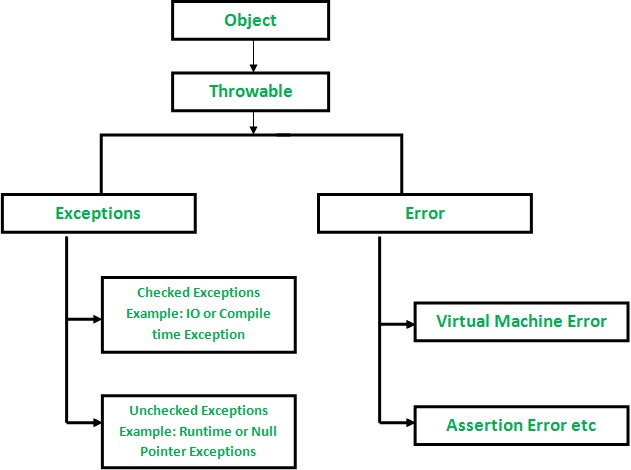 Object
Throwable
Exceptions
Error
Checked Exceptions
Example: IO or Compile
time Exception
Virtual Machine Error
Unchecked Exceptions
Example: Runtime or Null
Pointer Exceptions
Assertion Error etc